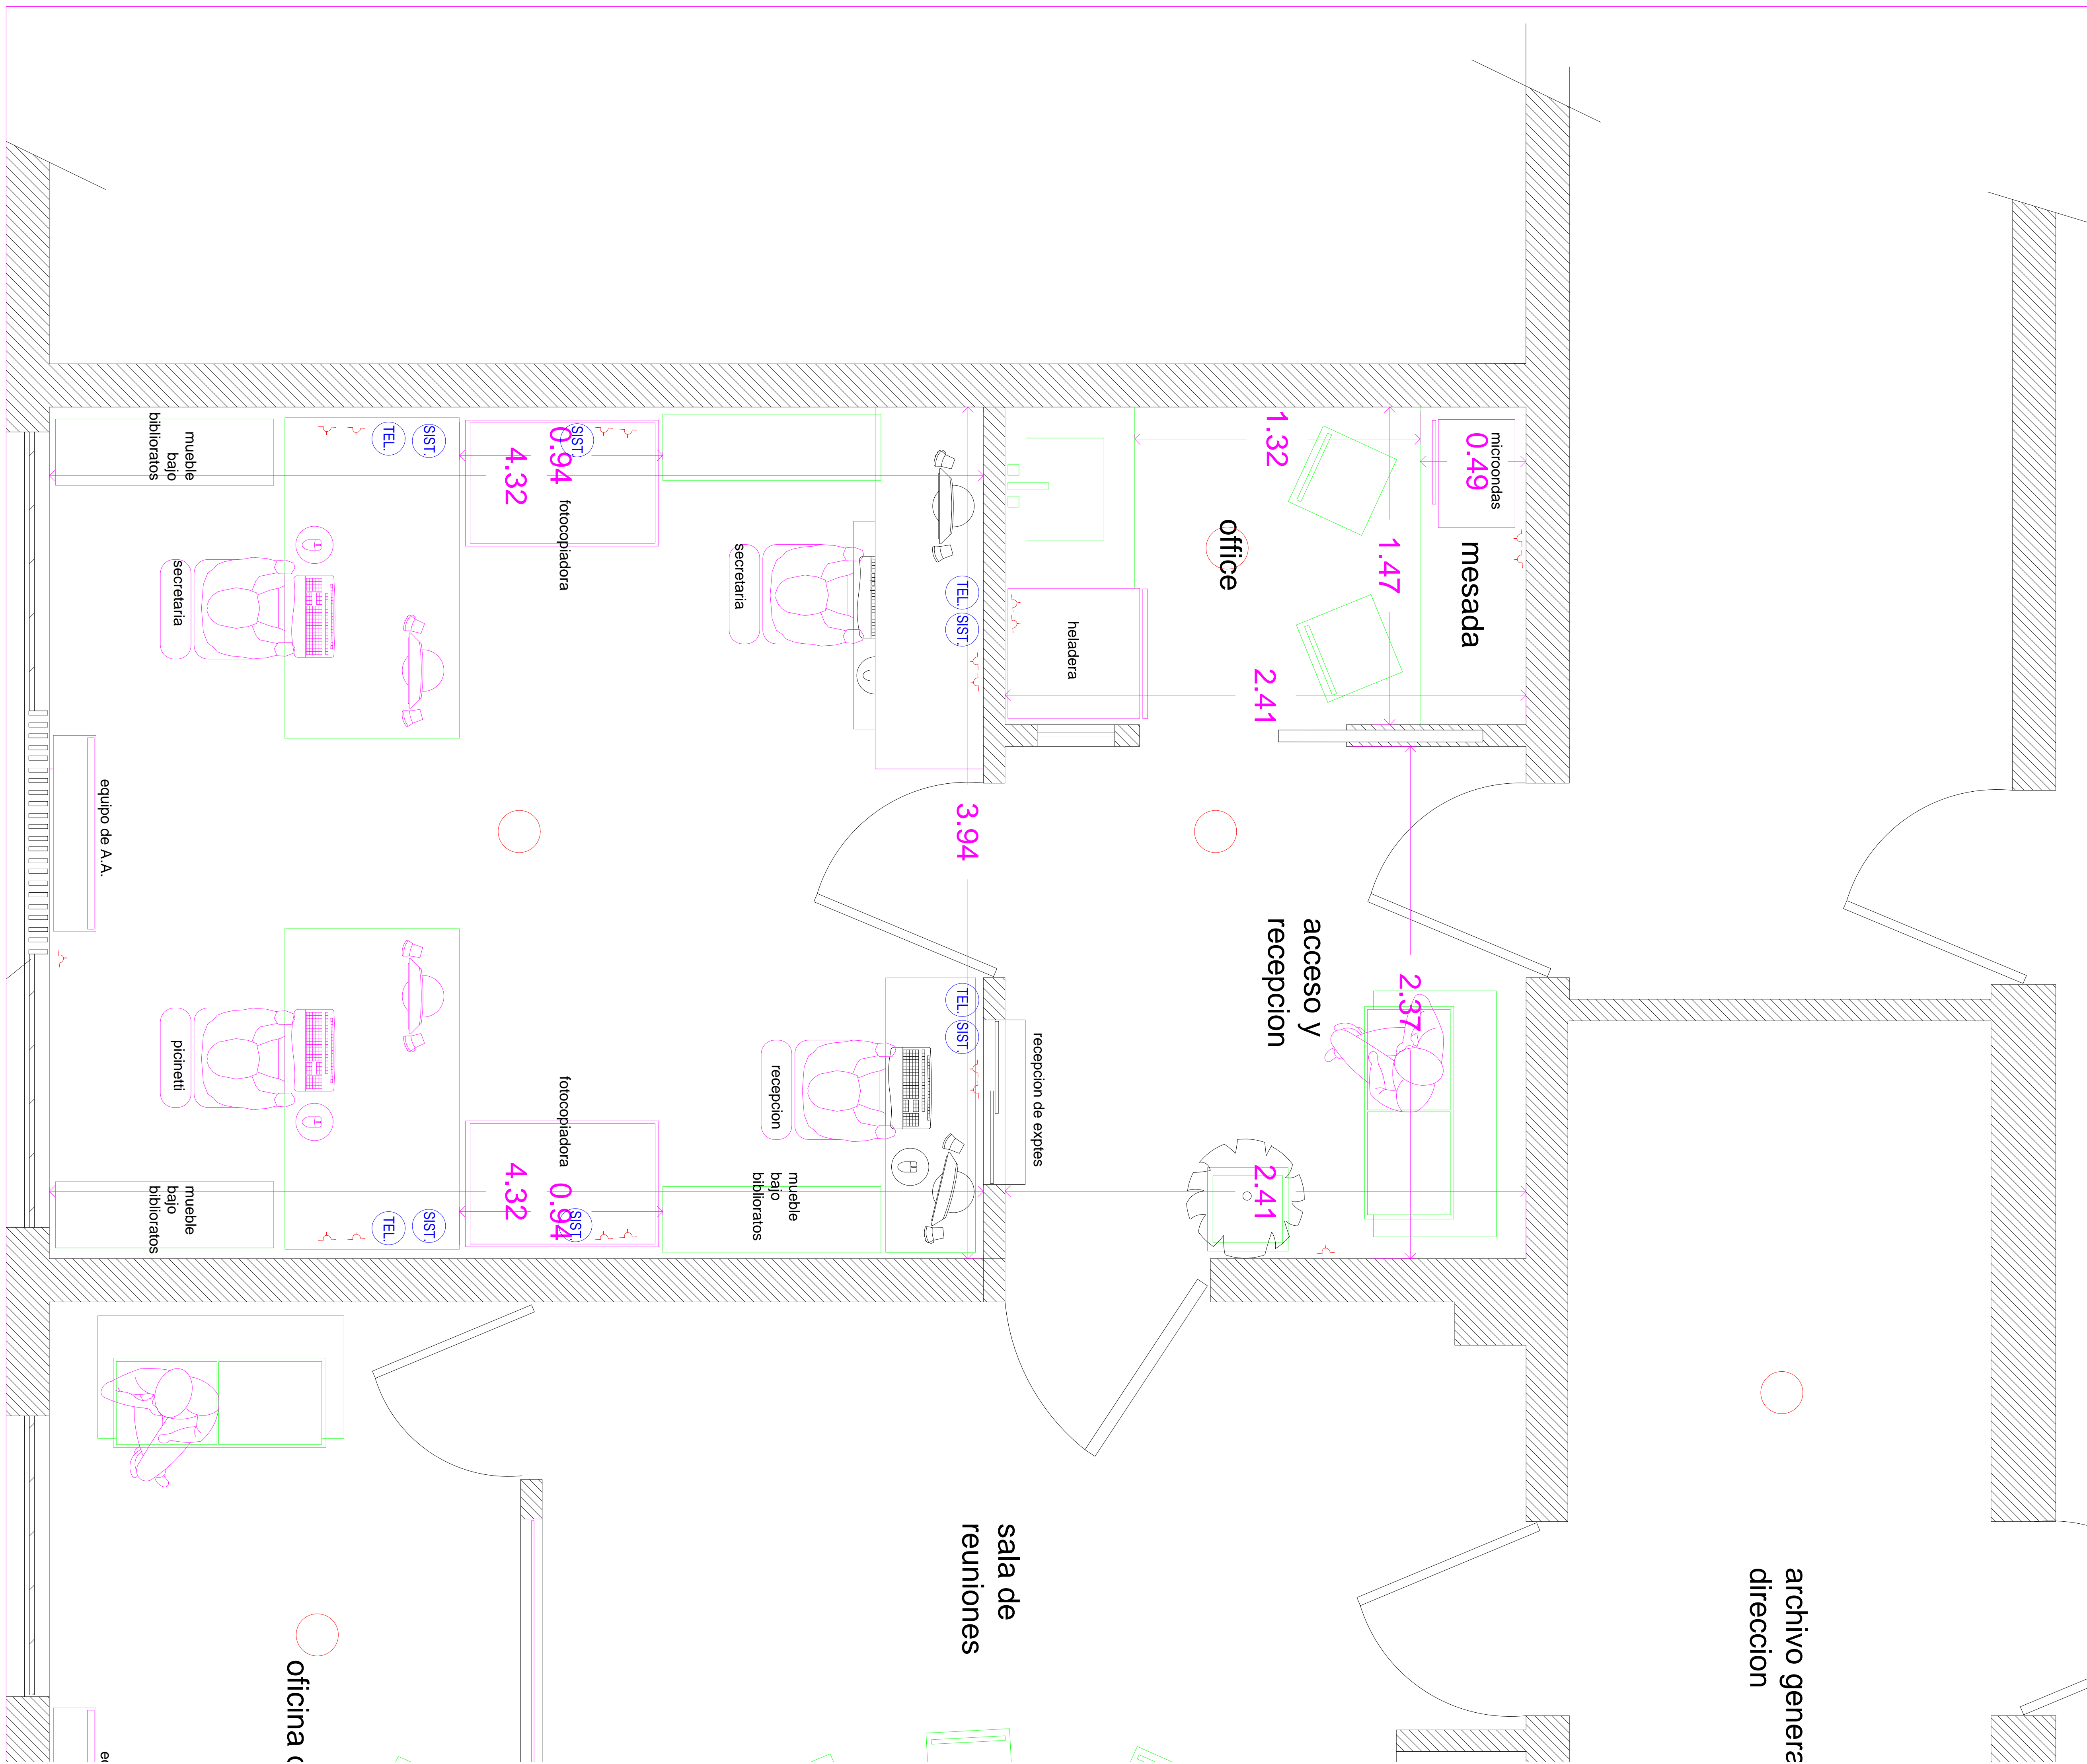 mueble
bajo
biblioratos
TEL.
SIST.
SIST.
0.94
4.32
fotocopiadora
secretaria
secretaria
TEL.
SIST.
1.32
office
1.47
0.49
microondas
mesada
heladera
2.41
equipo de A.A.
3.94
acceso y
recepcion
2.37
picinetti
TEL.
SIST.
recepcion
recepcion de exptes
fotocopiadora
4.32
0.94
SIST.
mueble
bajo
biblioratos
mueble
bajo
biblioratos
TEL.
SIST.
2.41
sala de
reuniones
archivo genera
direccion
oficina